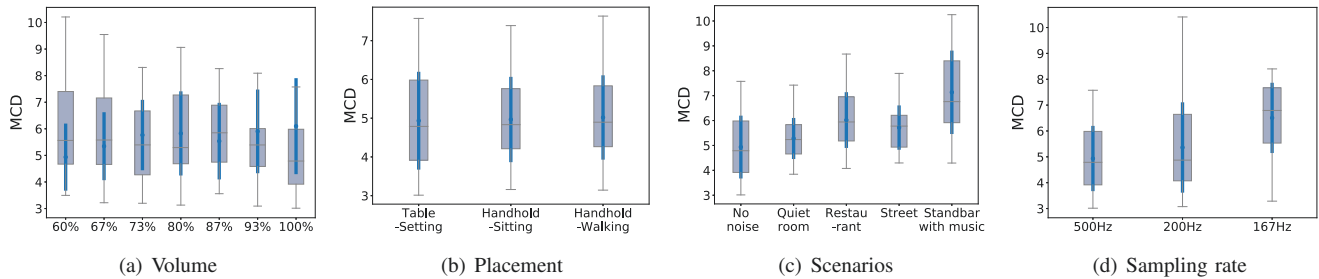 MCD
10
9
8
7
6
5
4
3
60% 67% 73% 80% 87% 93% 100%
(a) Volume
MCD
7
6
5
4
3
Table
-Setting
Handhold
-Sitting
Handhold
-Walking
(b) Placement
MCD
10
9
8
7
6
5
4
3
No
noise
Quiet
room
Restau
-rant
Street
Standbar
with music
(c) Scenarios
MCD
10
9
8
7
6
5
4
3
500Hz 200Hz 167Hz
(d) Sampling rate